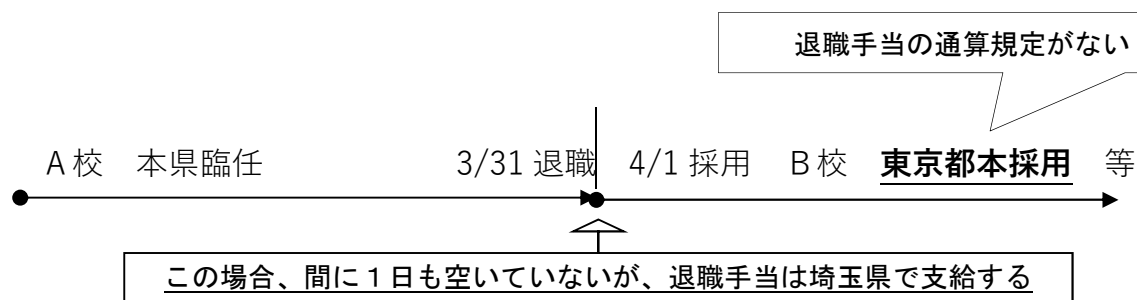 退職手当の通算規定がない
A校　本県臨任　3/31 退職　4/1 採用　B校　東京都本採用　等
この場合、間に１日も空いていないが、退職手当は埼玉県で支給する